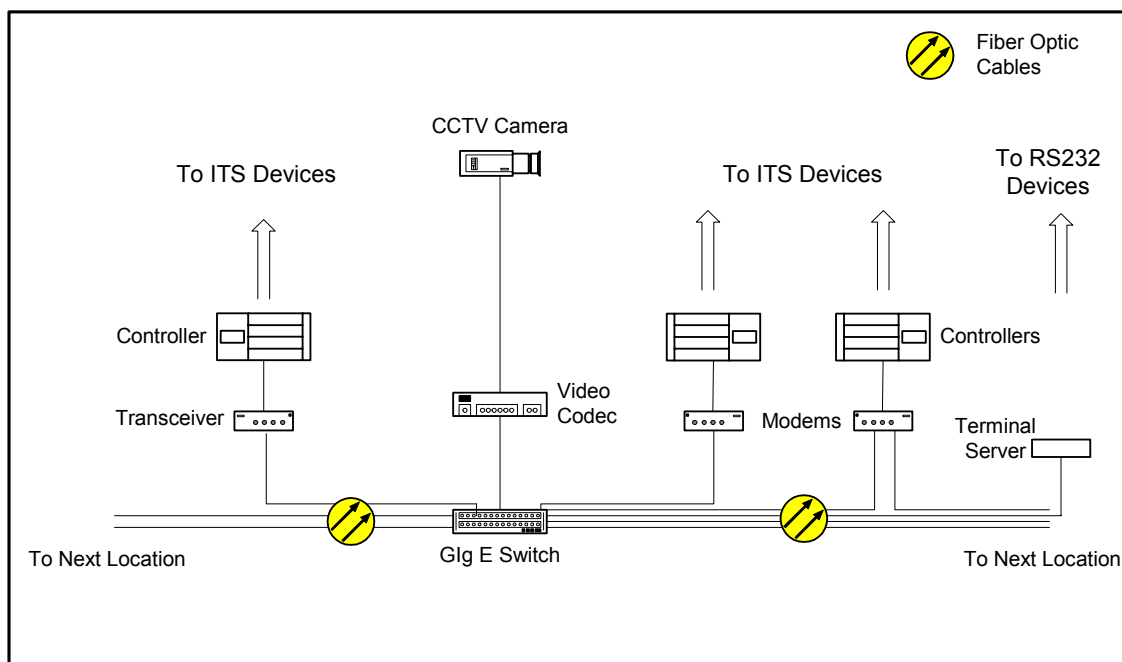 Fiber Optic
Cables
CCTV Camera
To ITS Devices
To ITS Devices
To RS232
Devices
Controller
Controllers
Transceiver
Video
Codec
Modems
Terminal
Server
To Next Location
GIg E Switch
To Next Location